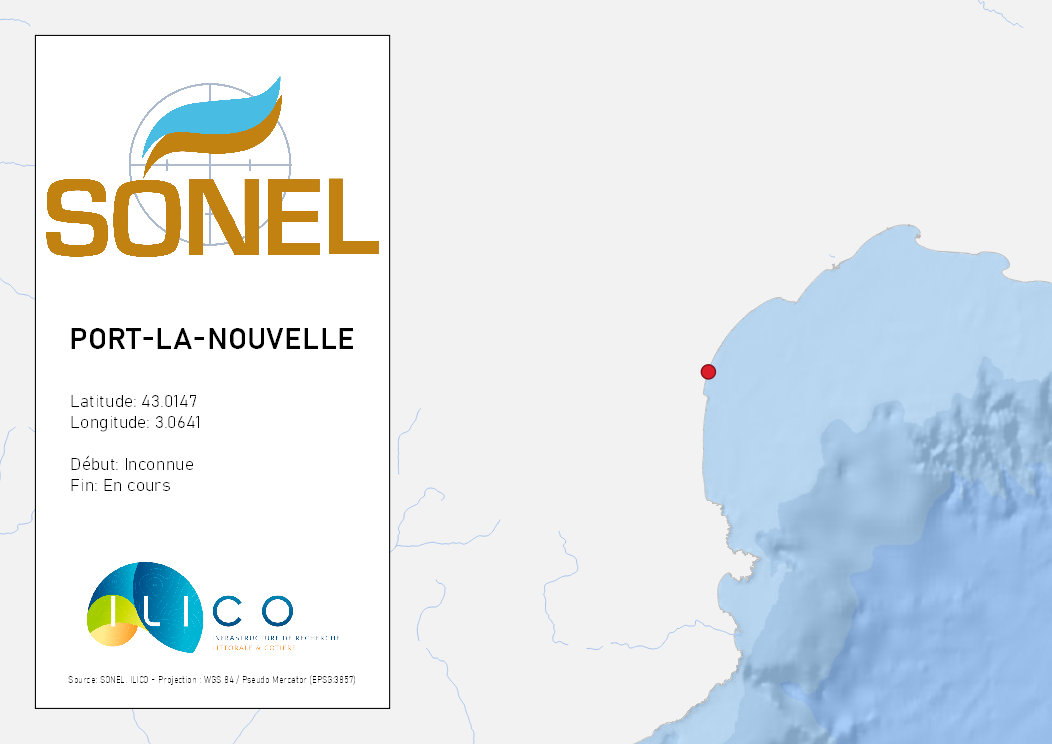 SONEL
PORT-LA-NOUVELLE
Latitude: 43.0147
Longitude: 3.0641
Début: Inconnue
Fin: En cours
ILICO
INFRASTRUCTURE DE RECHERCHE
LITTORALE & CÔTIÈRE
Source: SONEL, ILICO - Projection : WGS 84 / Pseudo Mercator (EPSG:3857)